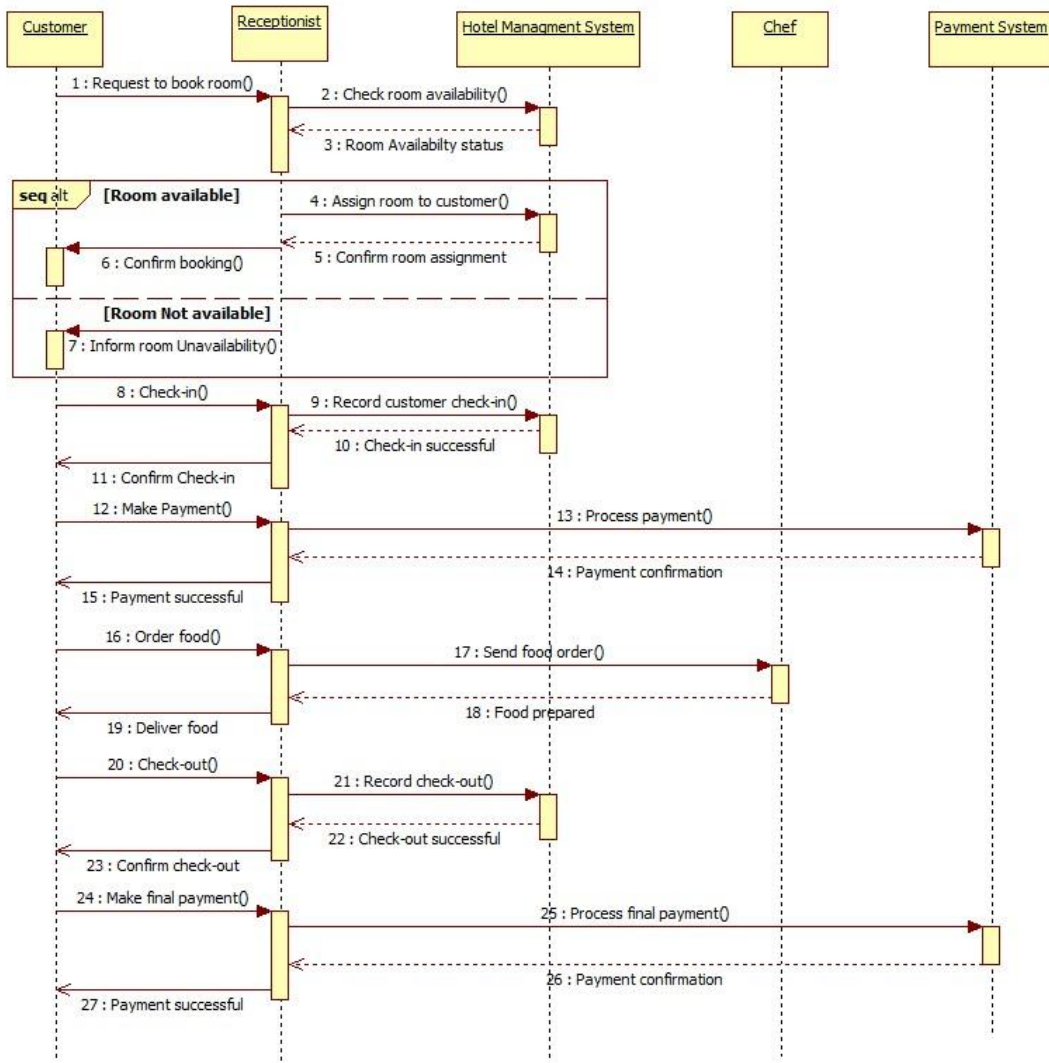 Customer
Receptionist
Hotel Managment System
Chef
Payment System
1 : Request to book room()
2 : Check room availability()
3 : Room Availabilty status
seq alt
[Room available]
4 : Assign room to customer()
5 : Confirm room assignment
6 : Confirm booking()
[Room Not available]
7 : Inform room Unavailability()
8 : Check-in()
9 : Record customer check-in()
10 : Check-in successful
11 : Confirm Check-in
12 : Make Payment()
13 : Process payment()
14 : Payment confirmation
15 : Payment successful
16 : Order food()
17 : Send food order()
18 : Food prepared
19 : Deliver food
20 : Check-out()
21 : Record check-out()
22 : Check-out successful
23 : Confirm check-out
24 : Make final payment()
25 : Process final payment()
26 : Payment confirmation
27 : Payment successful